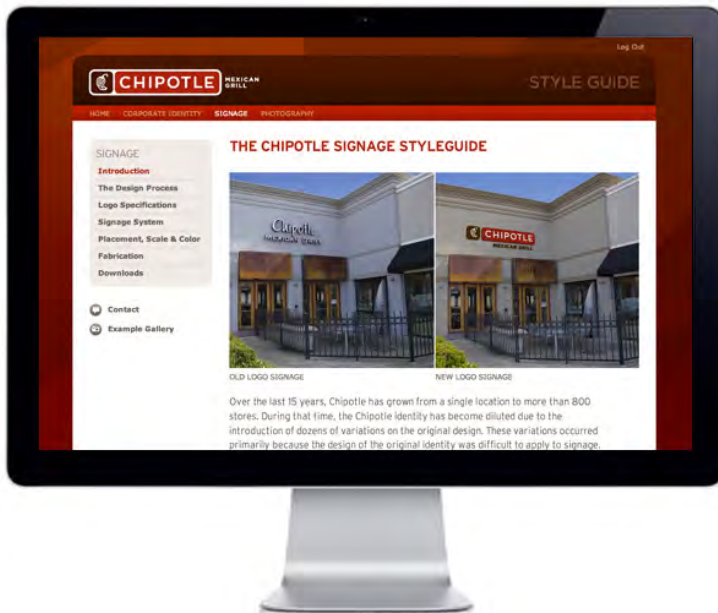 Log Out
CHIPOTLE MEXICAN GRILL
STYLE GUIDE
HOME CORPORATE IDENTITY SIGNAGE PHOTOGRAPHY
SIGNAGE
Introduction
The Design Process
Logo Specifications
Signage System
Placement, Scale & Color
Fabrication
Downloads
Contact
Example Gallery
THE CHIPOTLE SIGNAGE STYLEGUIDE
Chipotle
MEXICAN GRILL
CHIPOTLE
MEXICAN GRILL
OLD LOGO SIGNAGE
NEW LOGO SIGNAGE
Over the last 15 years, Chipotle has grown from a single location to more than 800
stores. During that time, the Chipotle identity has become diluted due to the
introduction of dozens of variations on the original design. These variations occurred
primarily because the design of the original identity was difficult to apply to signage.